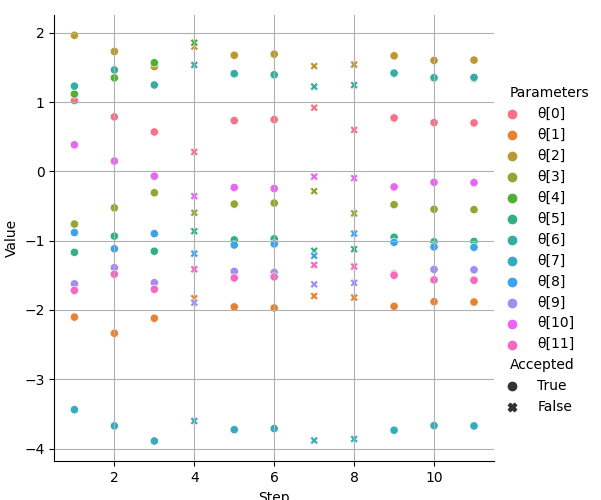 2
1
0
−1
−2
−3
−4
Value
2
4
6
8
10
Step
Parameters
θ[0]
θ[1]
θ[2]
θ[3]
θ[4]
θ[5]
θ[6]
θ[7]
θ[8]
θ[9]
θ[10]
θ[11]
Accepted
True
False